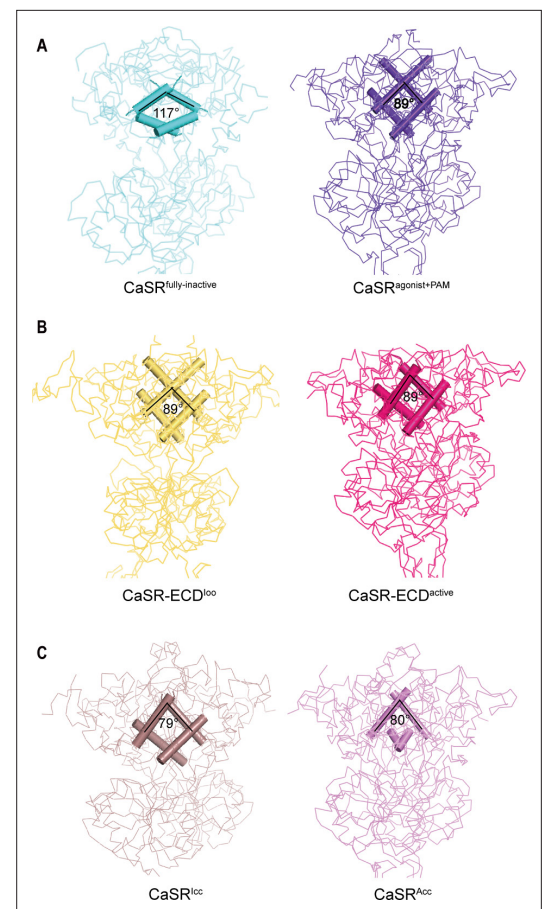 A
117°
89°
CaSRfully-inactive
CaSRagonist+PAM
B
89°
89°
CaSR-ECDloo
CaSR-ECDactive
C
79°
80°
CaSRIcc
CaSRAcc